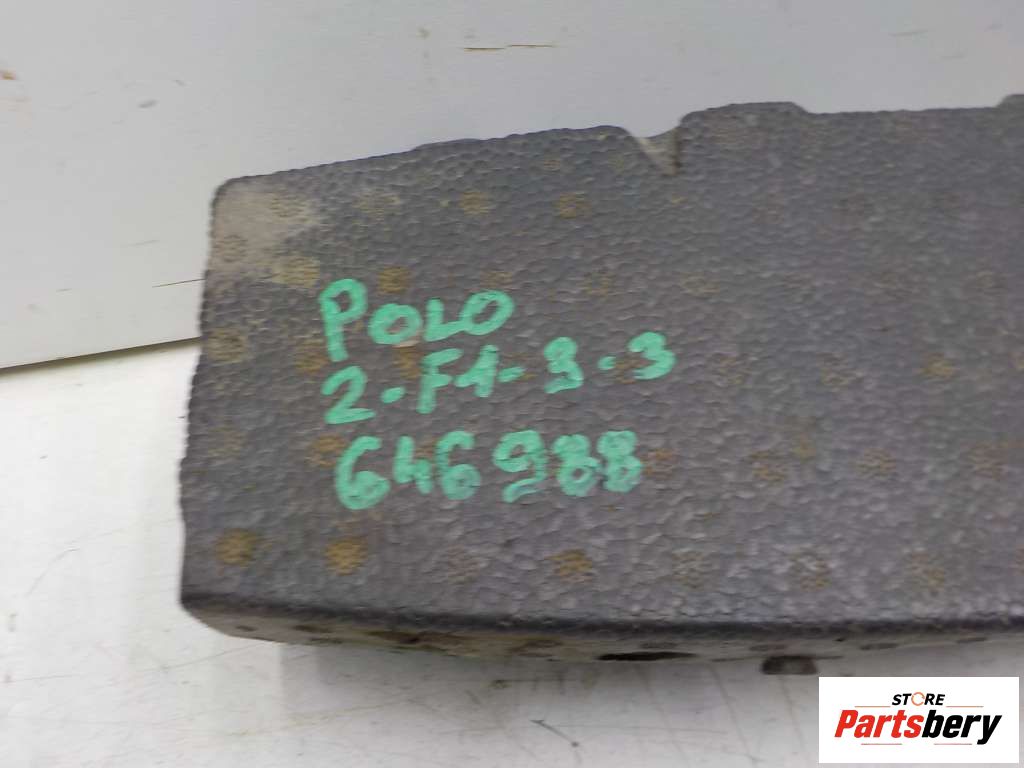 POLO
2-F1-3-3
646988
STORE
Partsbery